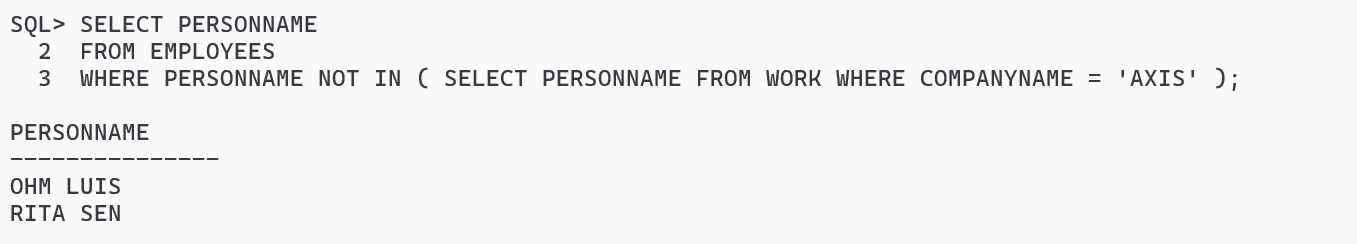 SQL> SELECT PERSONNAME
  2  FROM EMPLOYEES
  3  WHERE PERSONNAME NOT IN ( SELECT PERSONNAME FROM WORK WHERE COMPANYNAME = 'AXIS' );
PERSONNAME
---------------
OHM LUIS
RITA SEN